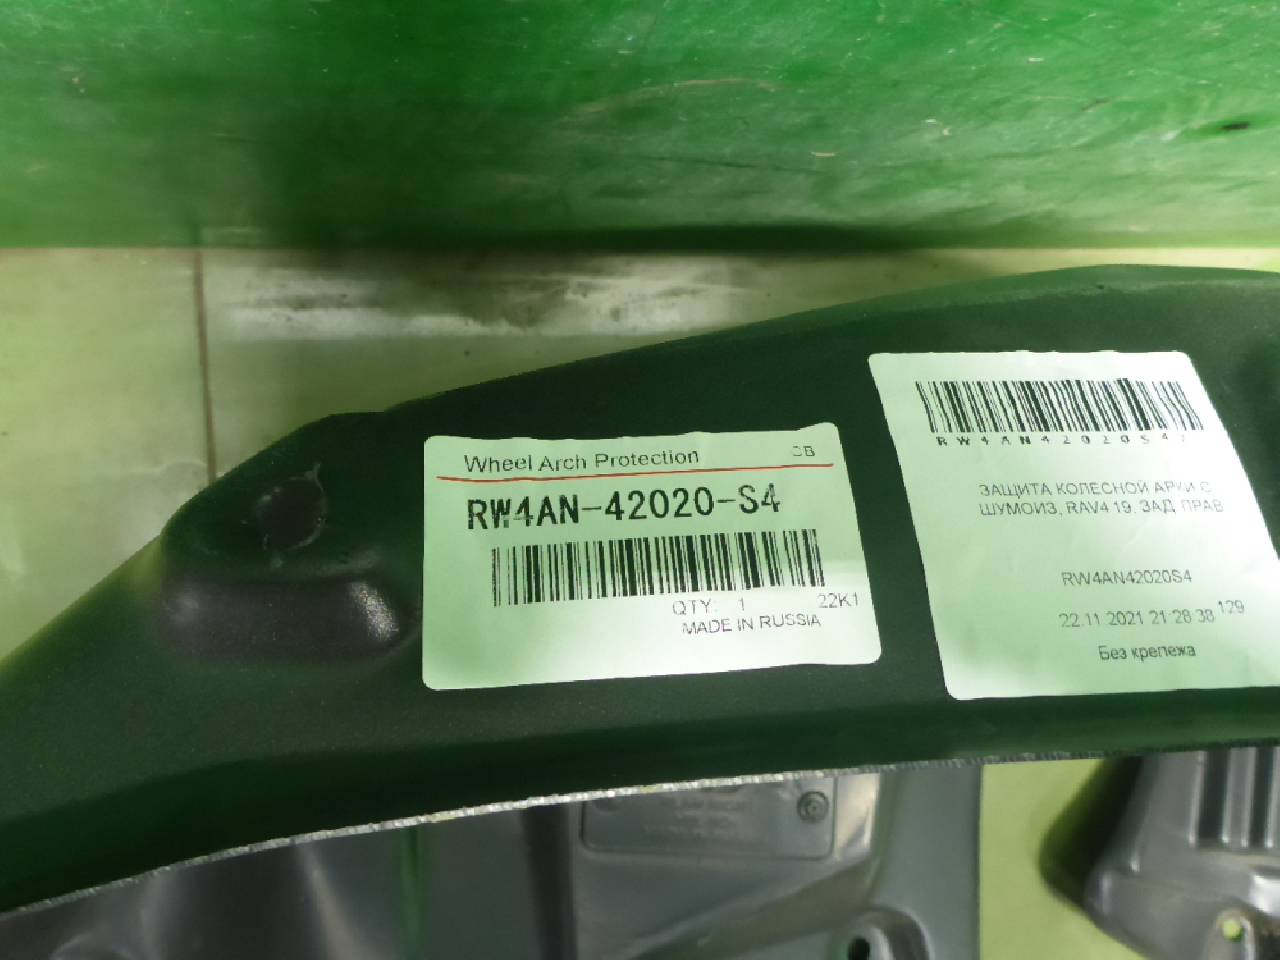 Wheel Arch Protection
RW4AN-42020-S4
QTY: 1 22K1
MADE IN RUSSIA
ЗАЩИТА КОЛЕСНОЙ АРКИ С
ШУМОИЗ, RAV4 19, ЗАД. ПРАВ
RW4AN42020S4
22.11.2021 21:28:38 129
Без крепежа